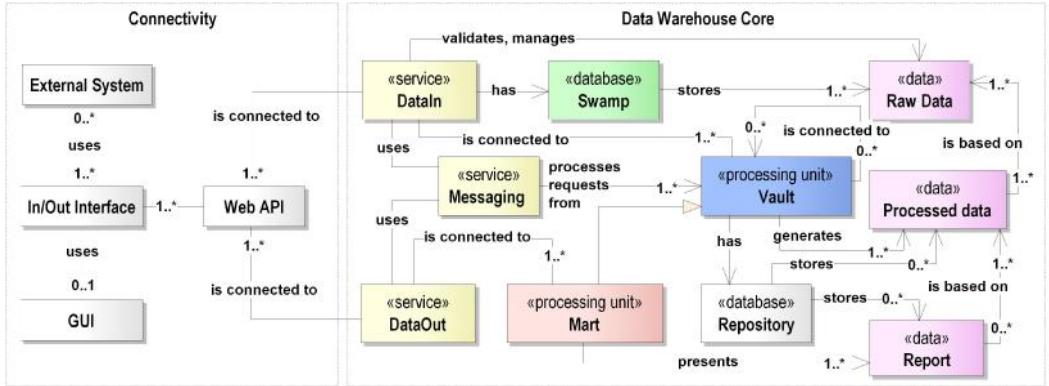 Connectivity
Data Warehouse Core
validates, manages
External System
«service»
DataIn
has
«database»
Swamp
stores
1..*
«data»
Raw Data
1..*
0..*
is connected to
is connected to
1..*
0..*
is connected to
0..*
is based on
uses
uses
1..*
1..*
«service»
Messaging
processes
requests
from
1..*
«processing unit»
Vault
«data»
Processed data
1..*
In/Out Interface
1..*
Web API
uses
1..*
is connected to
has
generates
1..*
uses
1..*
stores
0..*
1..*
0..1
is connected to
is based on
GUI
«service»
DataOut
«processing unit»
Mart
«database»
Repository
stores
0..*
«data»
Report
0..*
presents
1..*